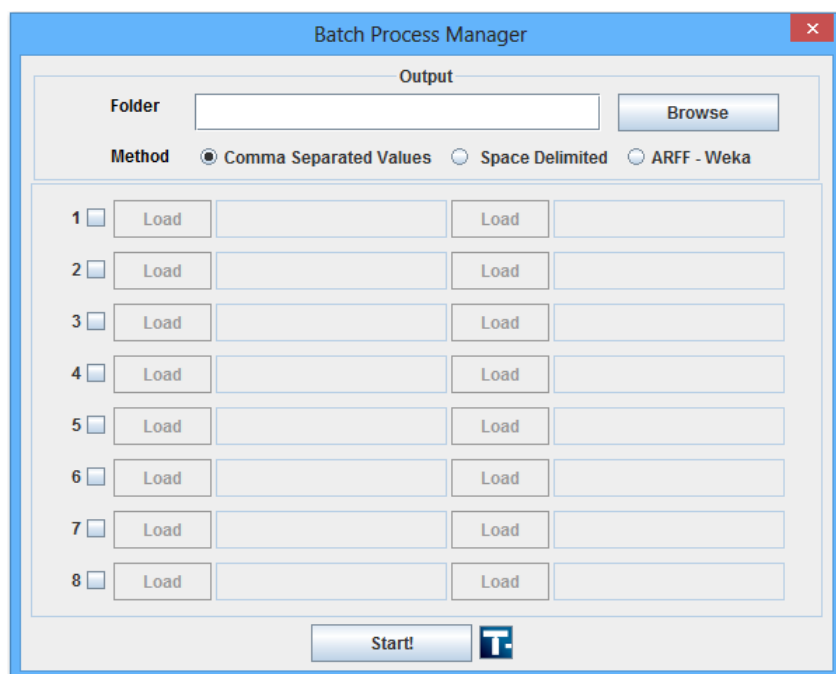 Batch Process Manager
Output
Folder Browse
Method Comma Separated Values Space Delimited ARFF - Weka
1 Load Load
2 Load Load
3 Load Load
4 Load Load
5 Load Load
6 Load Load
7 Load Load
8 Load Load
Start! T-